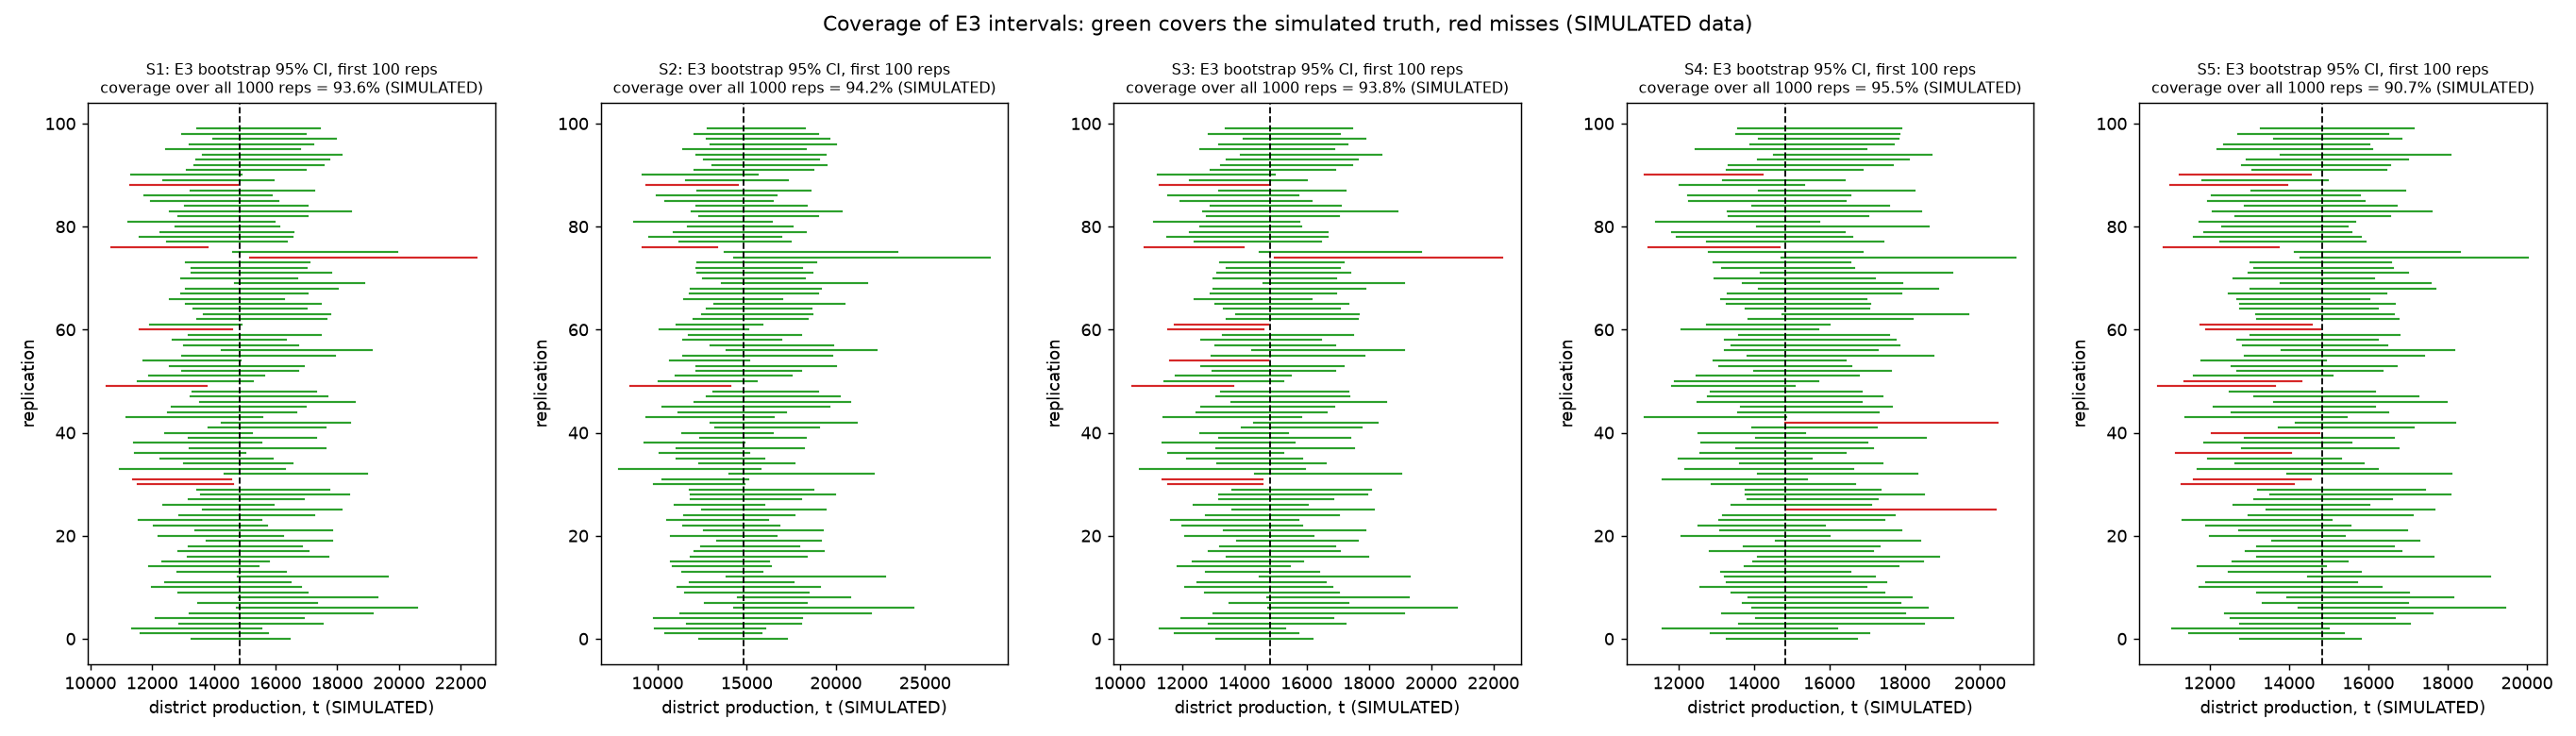 Coverage of E3 intervals: green covers the simulated truth, red misses (SIMULATED data)
S1: E3 bootstrap 95% CI, first 100 reps
coverage over all 1000 reps = 93.6% (SIMULATED)
replication
100
80
60
40
20
0
10000 12000 14000 16000 18000 20000 22000
district production, t (SIMULATED)
S2: E3 bootstrap 95% CI, first 100 reps
coverage over all 1000 reps = 94.2% (SIMULATED)
replication
100
80
60
40
20
0
10000 15000 20000 25000
district production, t (SIMULATED)
S3: E3 bootstrap 95% CI, first 100 reps
coverage over all 1000 reps = 93.8% (SIMULATED)
replication
100
80
60
40
20
0
10000 12000 14000 16000 18000 20000 22000
district production, t (SIMULATED)
S4: E3 bootstrap 95% CI, first 100 reps
coverage over all 1000 reps = 95.5% (SIMULATED)
replication
100
80
60
40
20
0
12000 14000 16000 18000 20000
district production, t (SIMULATED)
S5: E3 bootstrap 95% CI, first 100 reps
coverage over all 1000 reps = 90.7% (SIMULATED)
replication
100
80
60
40
20
0
12000 14000 16000 18000 20000
district production, t (SIMULATED)